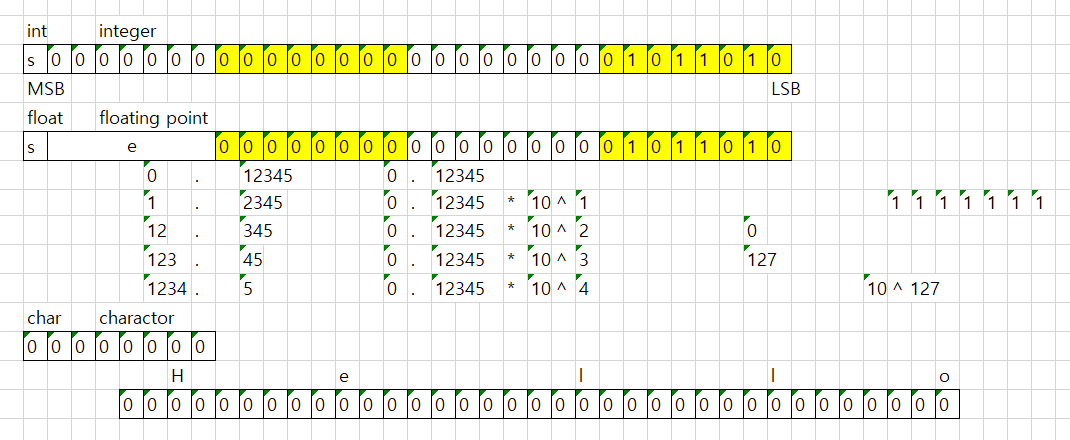 int integer
s 0 0 0 0 0 0 0 0 0 0 0 0 0 0 0 0 0 0 0 0 0 0 0 0 1 0 1 1 0 1 0
MSB LSB
float floating point
s e 0 0 0 0 0 0 0 0 0 0 0 0 0 0 0 0 0 1 0 1 1 0 1 0
0 . 12345 0 . 12345
1 . 2345 0 . 12345 * 10 ^ 1 1 1 1 1 1 1 1
12 . 345 0 . 12345 * 10 ^ 2 0
123 . 45 0 . 12345 * 10 ^ 3 127
1234 . 5 0 . 12345 * 10 ^ 4 10 ^ 127
char charactor
0 0 0 0 0 0 0 0
H e l l o
0 0 0 0 0 0 0 0 0 0 0 0 0 0 0 0 0 0 0 0 0 0 0 0 0 0 0 0 0 0 0 0 0 0 0